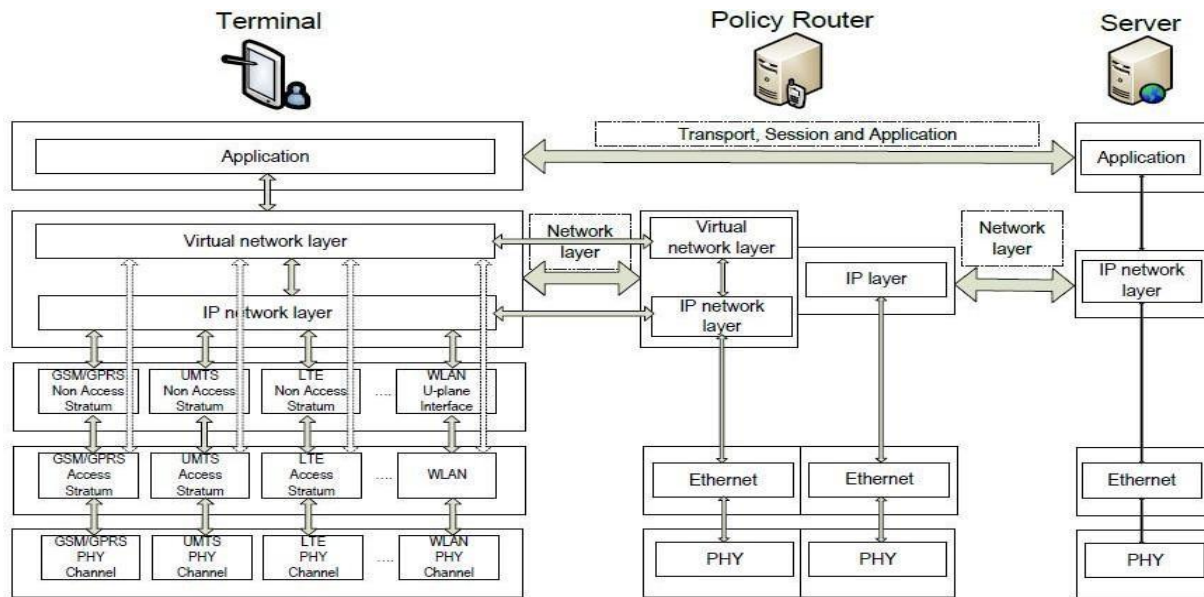 Terminal
Policy Router
Server
Transport, Session and Application
Application
Application
Virtual network layer
Network
layer
Virtual
network layer
Network
layer
IP layer
IP network
layer
IP network layer
IP network
layer
GSM/GPRS
Non Access
Stratum
UMTS
Non Access
Stratum
LTE
Non Access
Stratum
....
WLAN
U-plane
Interface
GSM/GPRS
Access
Stratum
UMTS
Access
Stratum
LTE
Access
Stratum
....
WLAN
Ethernet
Ethernet
Ethernet
GSM/GPRS
PHY
Channel
UMTS
PHY
Channel
LTE
PHY
Channel
....
WLAN
PHY
Channel
PHY
PHY
PHY